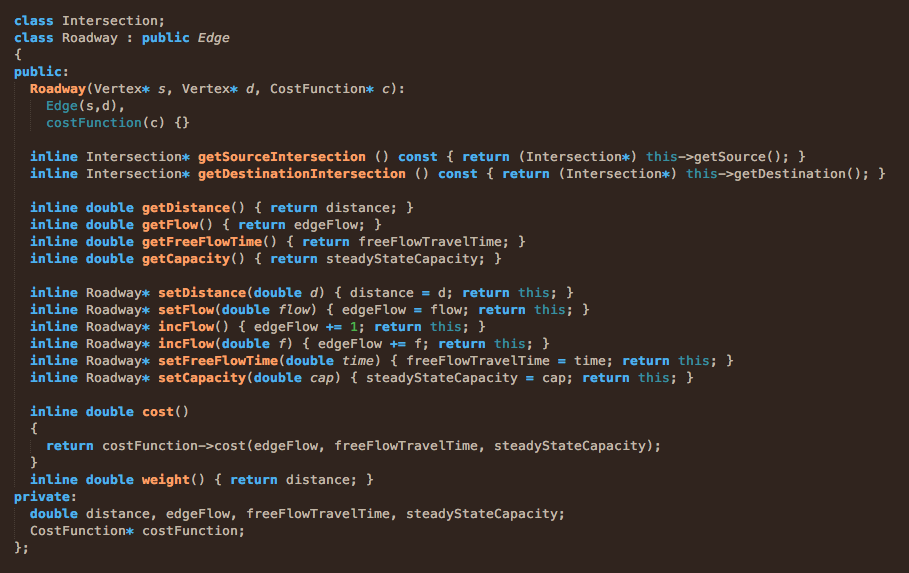 class Intersection;
class Roadway : public Edge
{
public:
  Roadway(Vertex* s, Vertex* d, CostFunction* c):
    Edge(s,d),
    costFunction(c) {}

  inline Intersection* getSourceIntersection () const { return (Intersection*) this->getSource(); }
  inline Intersection* getDestinationIntersection () const { return (Intersection*) this->getDestination(); }

  inline double getDistance() { return distance; }
  inline double getFlow() { return edgeFlow; }
  inline double getFreeFlowTime() { return freeFlowTravelTime; }
  inline double getCapacity() { return steadyStateCapacity; }

  inline Roadway* setDistance(double d) { distance = d; return this; }
  inline Roadway* setFlow(double flow) { edgeFlow = flow; return this; }
  inline Roadway* incFlow() { edgeFlow += 1; return this; }
  inline Roadway* incFlow(double f) { edgeFlow += f; return this; }
  inline Roadway* setFreeFlowTime(double time) { freeFlowTravelTime = time; return this; }
  inline Roadway* setCapacity(double cap) { steadyStateCapacity = cap; return this; }

  inline double cost()
  {
    return costFunction->cost(edgeFlow, freeFlowTravelTime, steadyStateCapacity);
  }
  inline double weight() { return distance; }
private:
  double distance, edgeFlow, freeFlowTravelTime, steadyStateCapacity;
  CostFunction* costFunction;
};